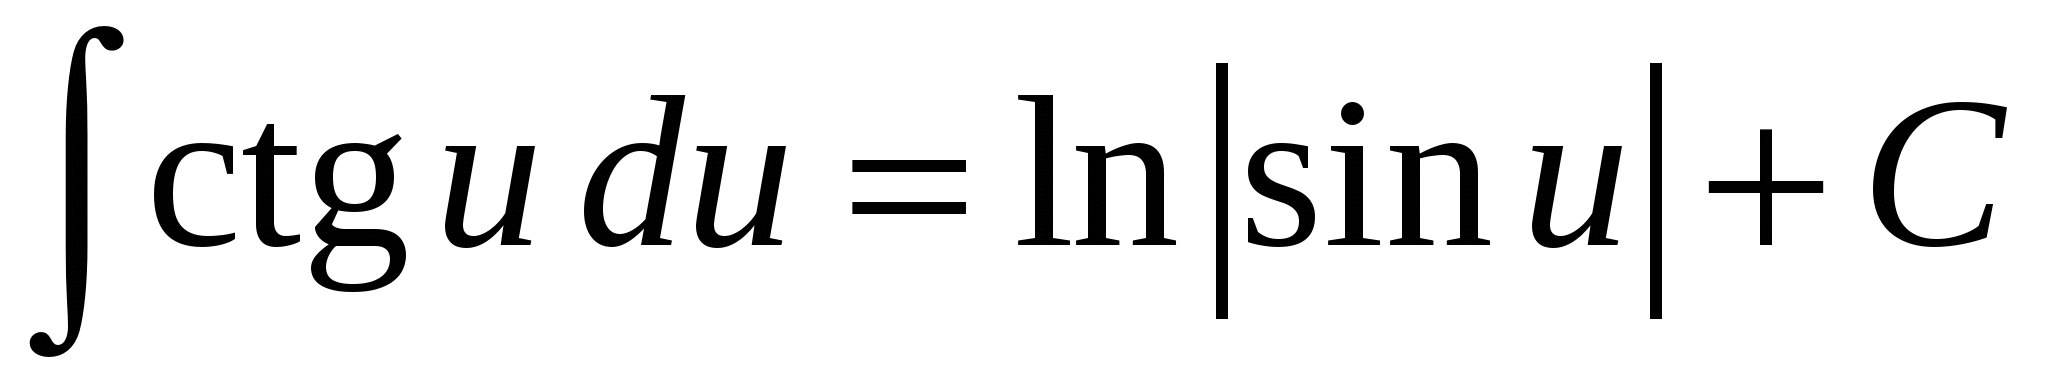 ∫ ctg u du = ln |sin u| + C